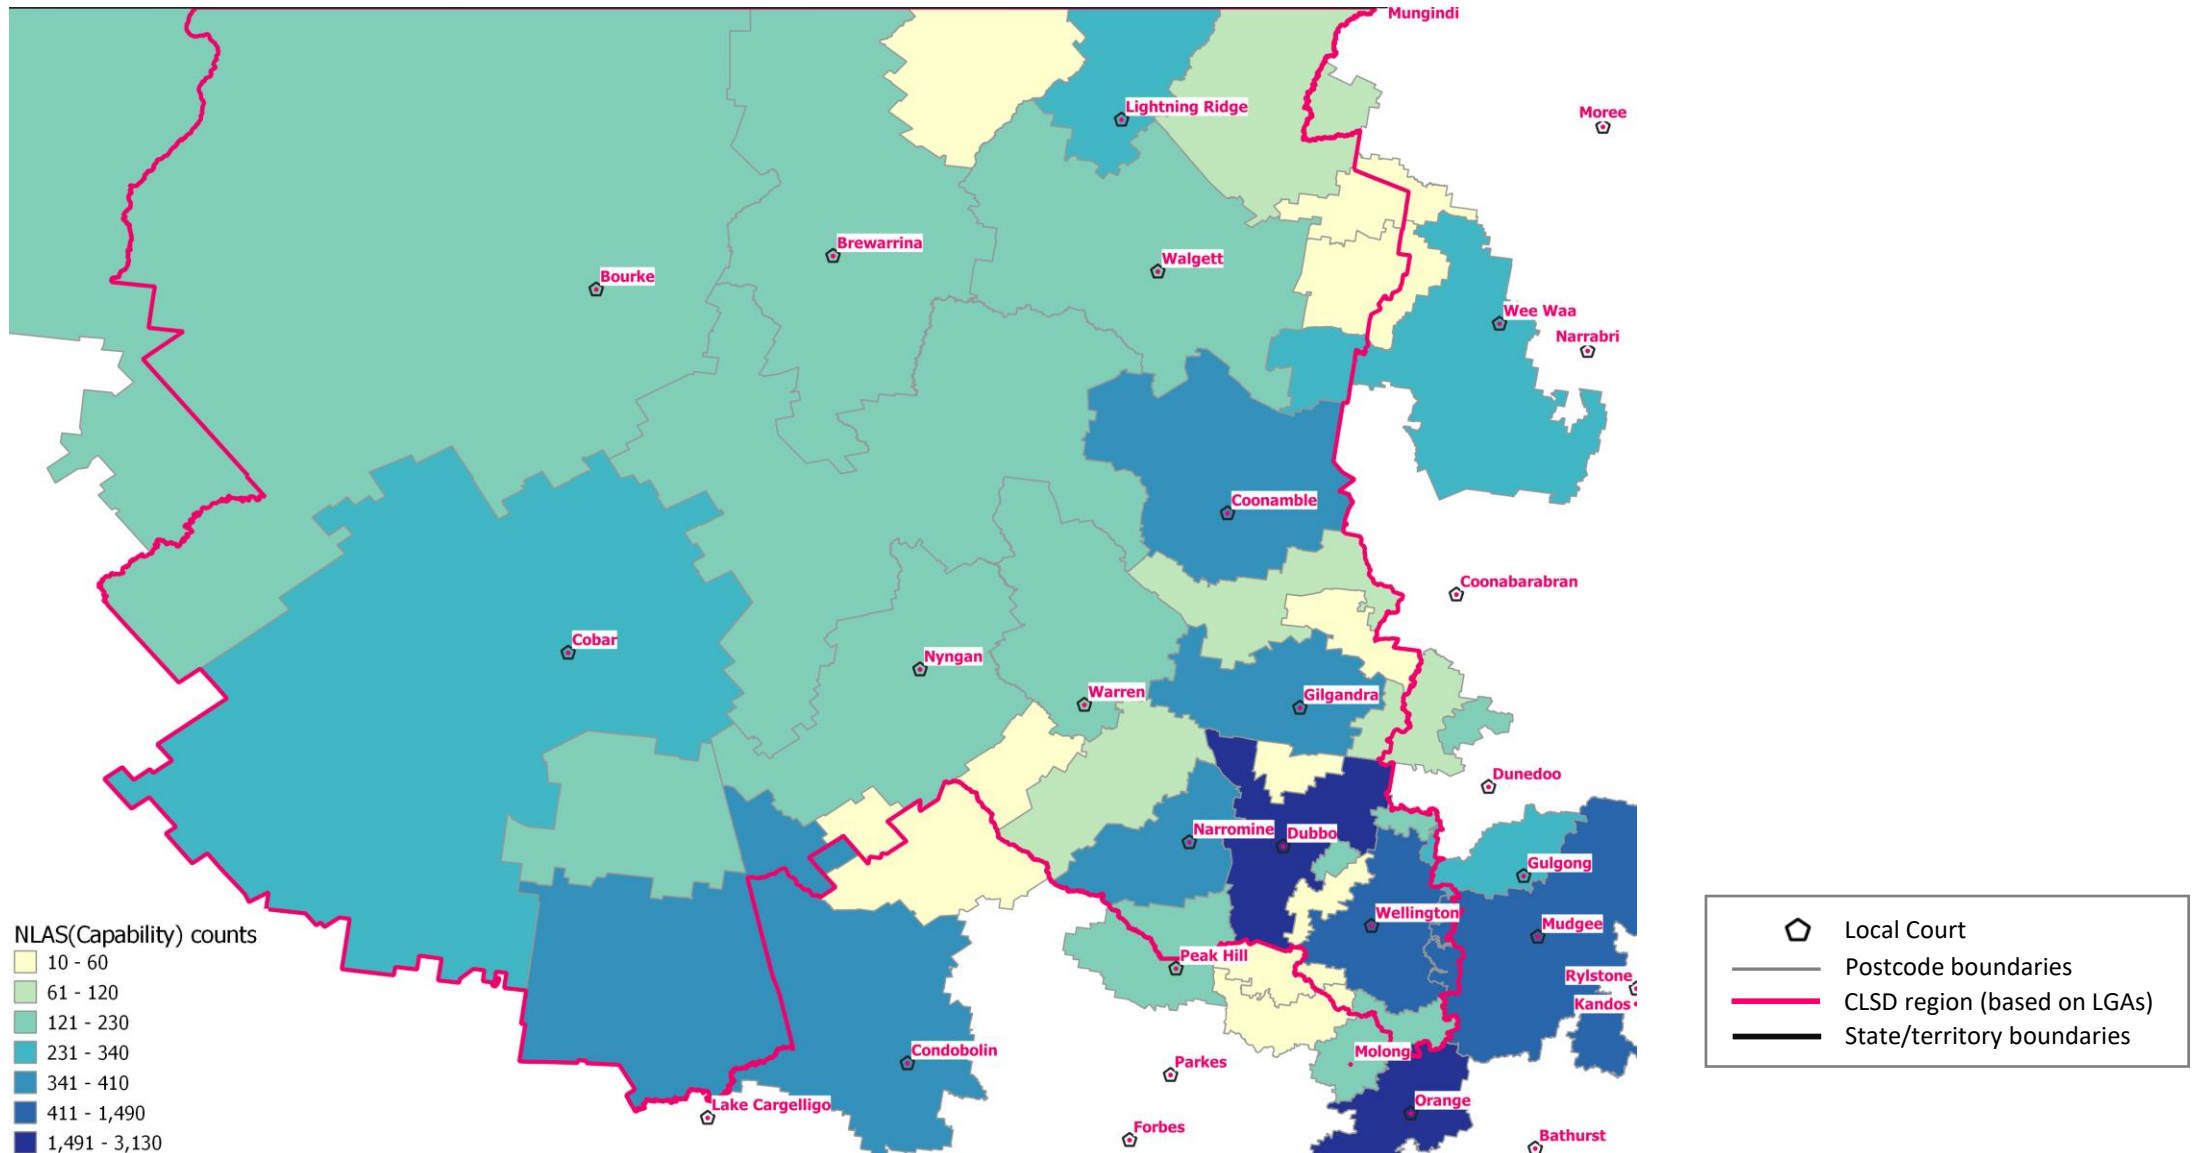 Mungindi
Lightning Ridge
Moree
Brewarrina
Walgett
Bourke
Wee Waa
Narrabri
Coonamble
Coonabarabran
Cobar
Nyngan
Warren
Gilgandra
Dunedoo
Narromine
Dubbo
Gulgong
Wellington
Mudgee
Peak Hill
Rylstone
Kandos
Condobolin
Molong
Parkes
Lake Cargelligo
Orange
Forbes
Bathurst
NLAS(Capability) counts
10 - 60
61 - 120
121 - 230
231 - 340
341 - 410
411 - 1,490
1,491 - 3,130
Local Court
Postcode boundaries
CLSD region (based on LGAs)
State/territory boundaries